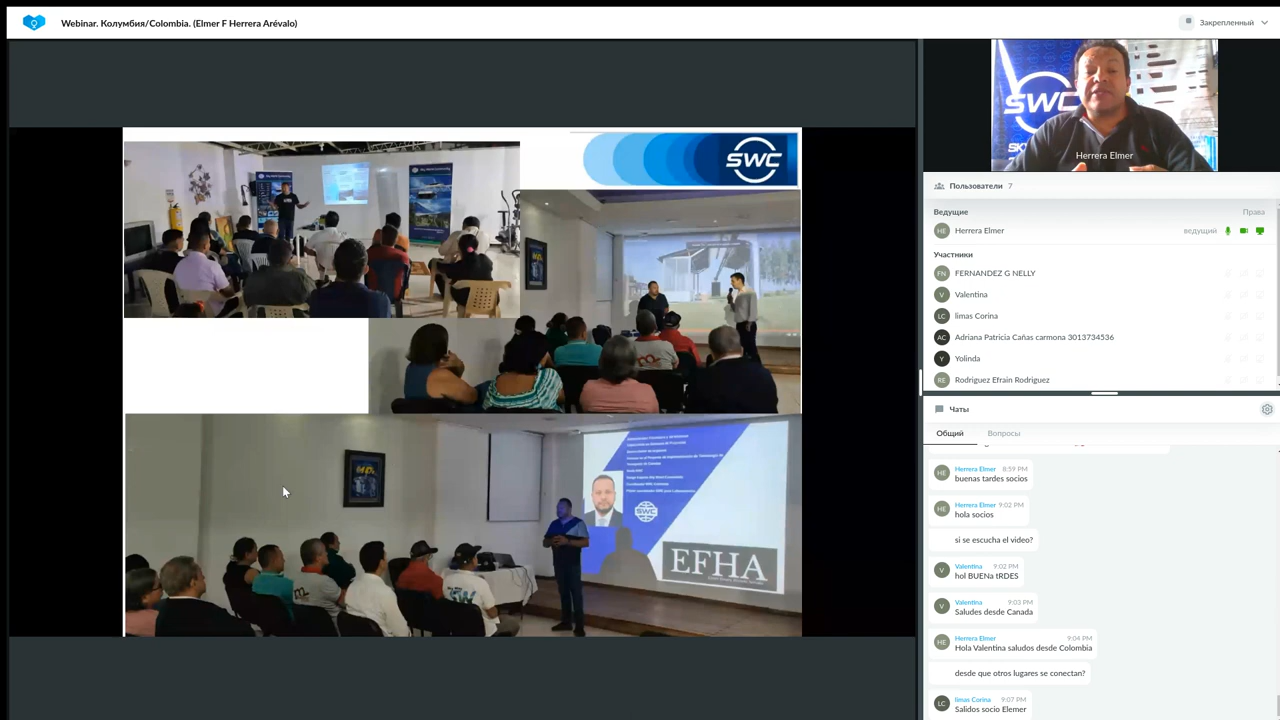 Webinar. Колумбия/Colombia. (Elmer F Herrera Arévalo)
Закрепленный
SWC
EFHA
SWC
SWC
Herrera Elmer
Пользователи 7
Ведущие
Права
HE
Herrera Elmer
ведущий
Участники
FN
FERNANDEZ G NELLY
V
Valentina
LC
limas Corina
AC
Adriana Patricia Cañas carmona 3013734536
Y
Yolinda
RE
Rodriguez Efrain Rodriguez
Чаты
Общий
Вопросы
HE
Herrera Elmer 8:59 PM
buenas tardes socios
HE
Herrera Elmer 9:02 PM
hola socios
si se escucha el video?
V
Valentina 9:02 PM
hol BUENa tRDES
V
Valentina 9:03 PM
Saludes desde Canada
HE
Herrera Elmer 9:04 PM
Hola Valentina saludos desde Colombia
desde que otros lugares se conectan?
LC
limas Corina 9:07 PM
Salidos socio Elemer